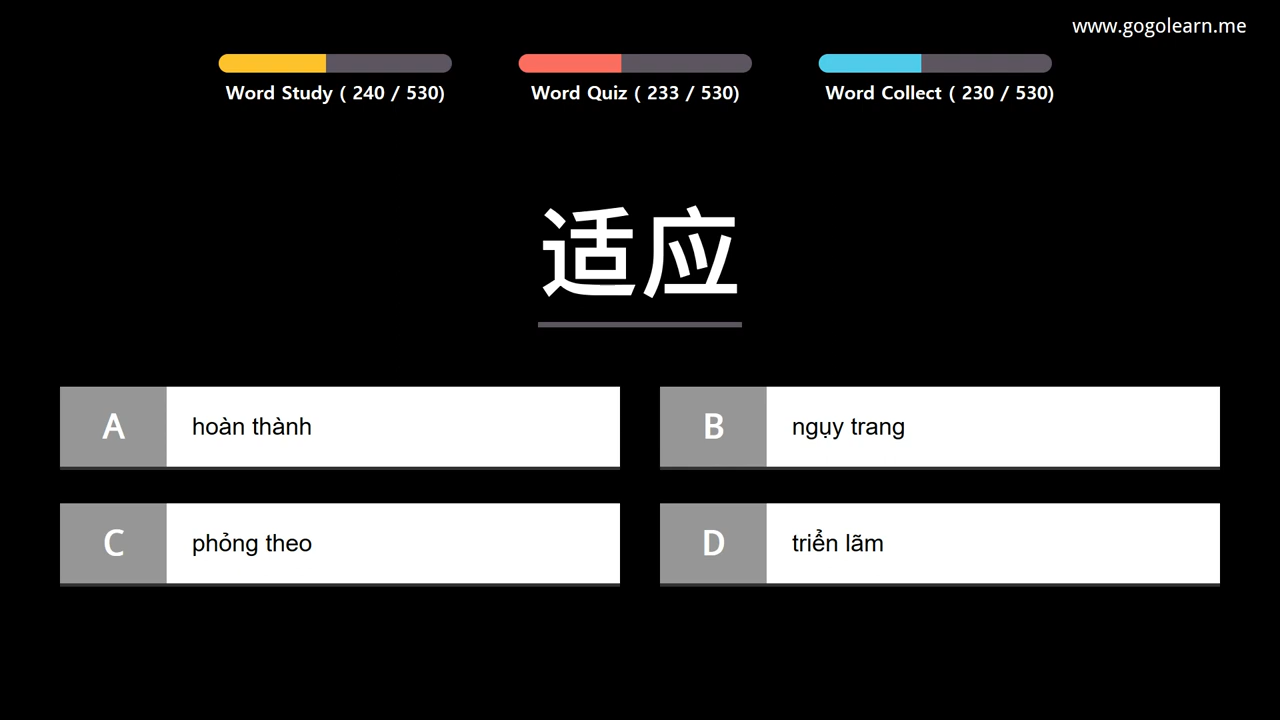 www.gogolearn.me
Word Study ( 240 / 530)
Word Quiz ( 233 / 530)
Word Collect ( 230 / 530)
适应
A hoàn thành
B ngụy trang
C phỏng theo
D triển lãm